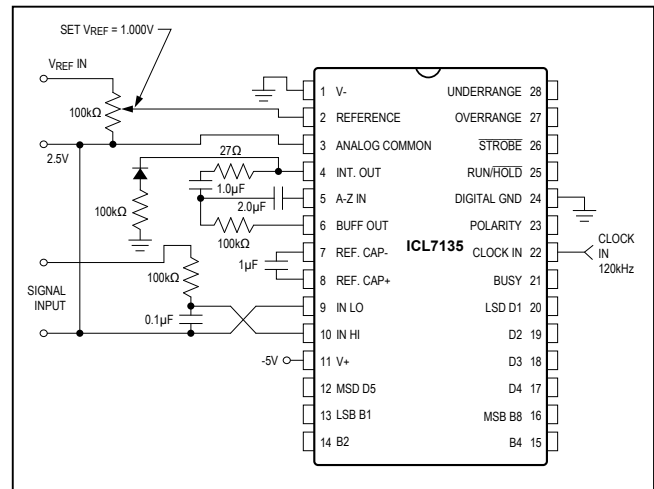 SET VREF = 1.000V
VREF IN
100kΩ
2.5V
27Ω
1.0µF
2.0µF
100kΩ
100kΩ
1µF
100kΩ
SIGNAL
INPUT
0.1µF
-5V
ICL7135
1 V-
2 REFERENCE
3 ANALOG COMMON
4 INT. OUT
5 A-Z IN
6 BUFF OUT
7 REF. CAP-
8 REF. CAP+
9 IN LO
10 IN HI
11 V+
12 MSD D5
13 LSB B1
14 B2
UNDERRANGE 28
OVERRANGE 27
STROBE 26
RUN/HOLD 25
DIGITAL GND 24
POLARITY 23
CLOCK IN 22
BUSY 21
LSD D1 20
D2 19
D3 18
D4 17
MSB B8 16
B4 15
CLOCK
IN
120kHz